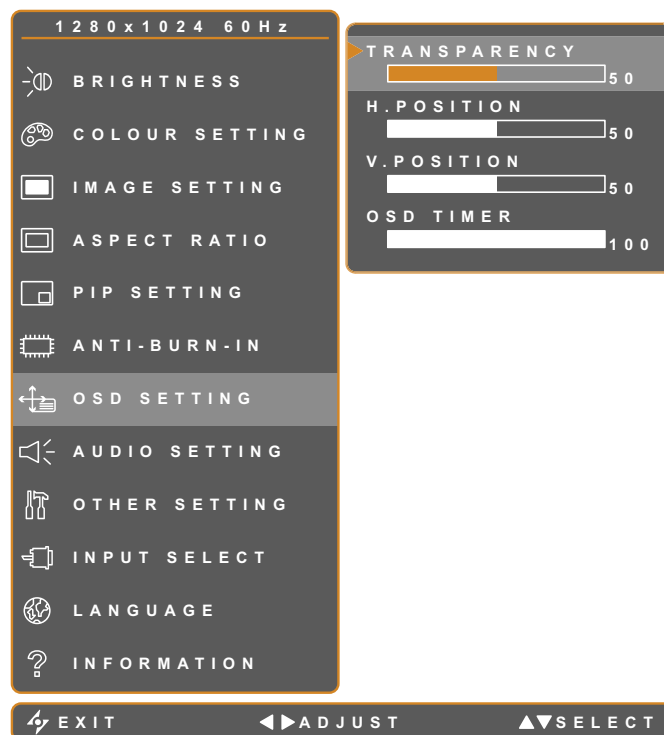 1280x1024 60Hz
BRIGHTNESS
COLOUR SETTING
IMAGE SETTING
ASPECT RATIO
PIP SETTING
ANTI-BURN-IN
OSD SETTING
AUDIO SETTING
OTHER SETTING
INPUT SELECT
LANGUAGE
INFORMATION
TRANSPARENCY
50
H.POSITION
50
V.POSITION
50
OSD TIMER
100
EXIT ADJUST SELECT